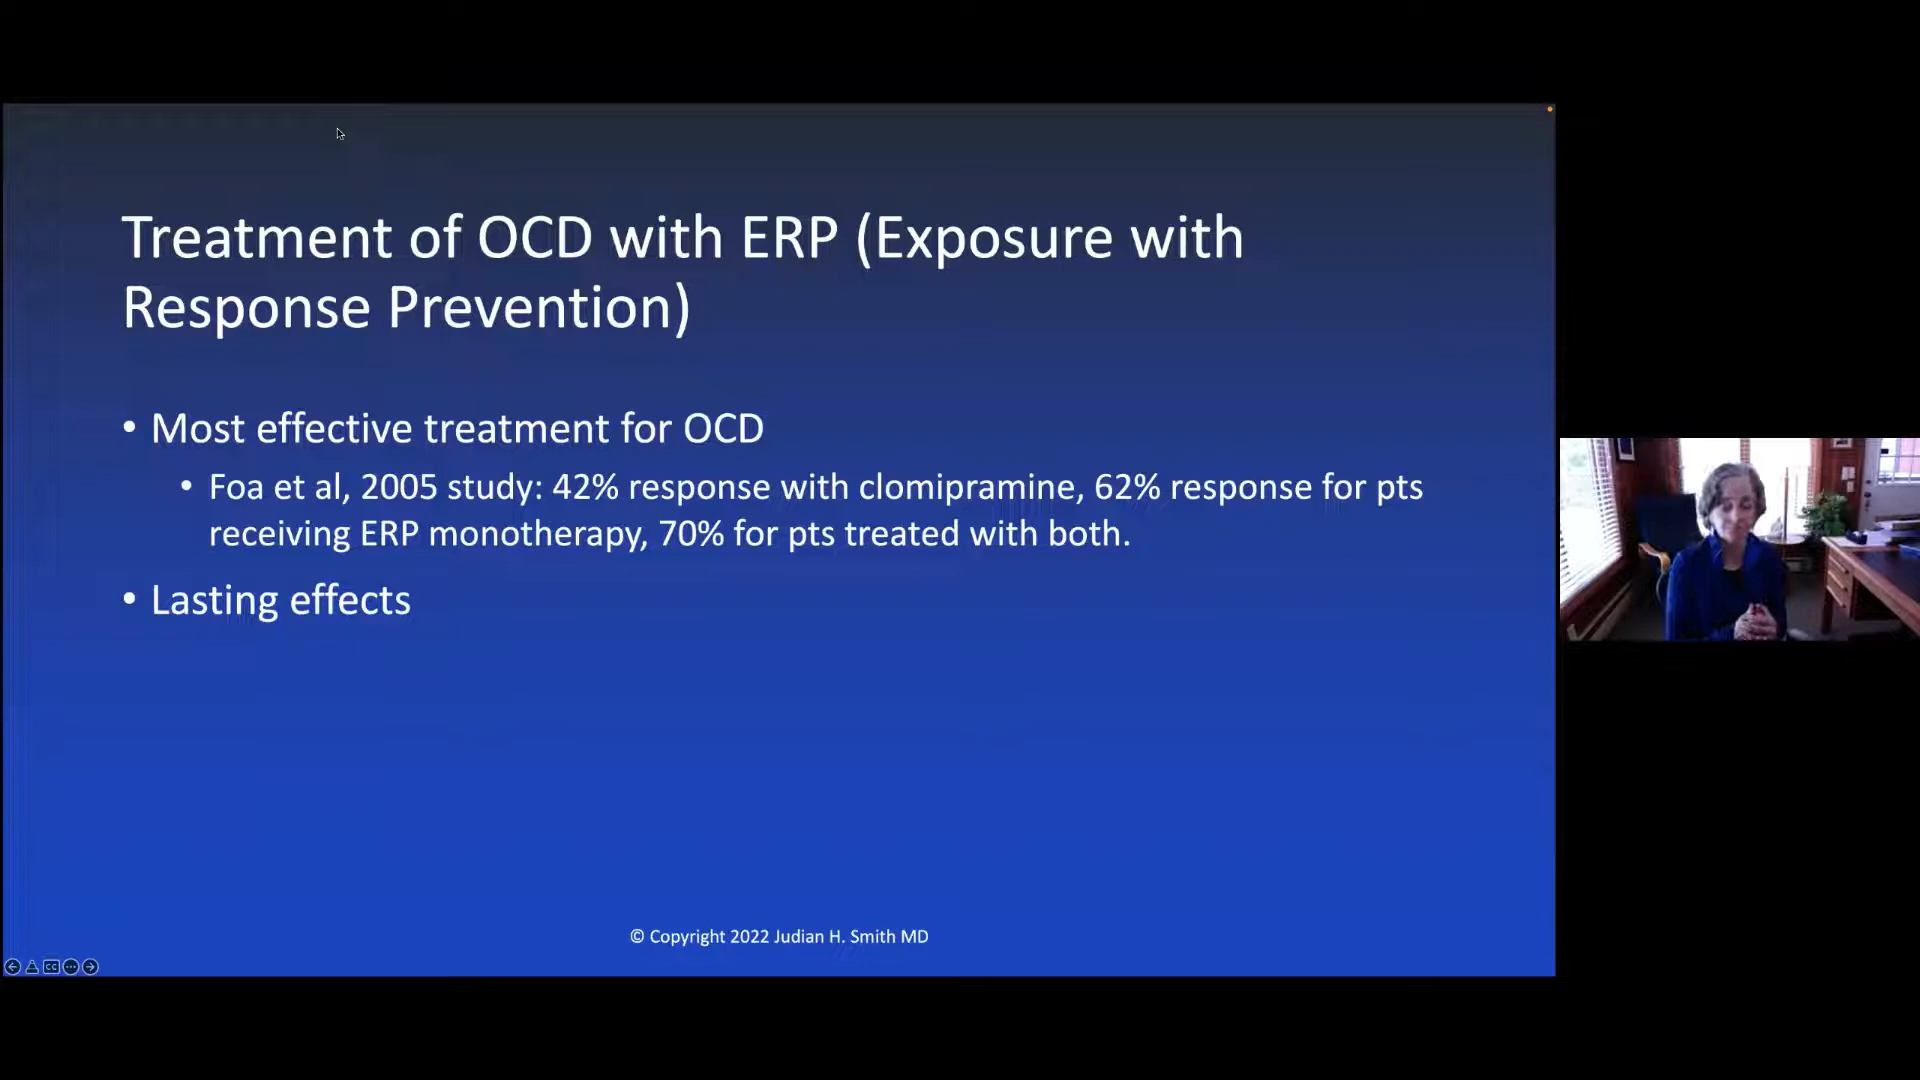 Treatment of OCD with ERP (Exposure with
Response Prevention)
• Most effective treatment for OCD
• Foa et al, 2005 study: 42% response with clomipramine, 62% response for pts
receiving ERP monotherapy, 70% for pts treated with both.
• Lasting effects
© Copyright 2022 Judian H. Smith MD
CC